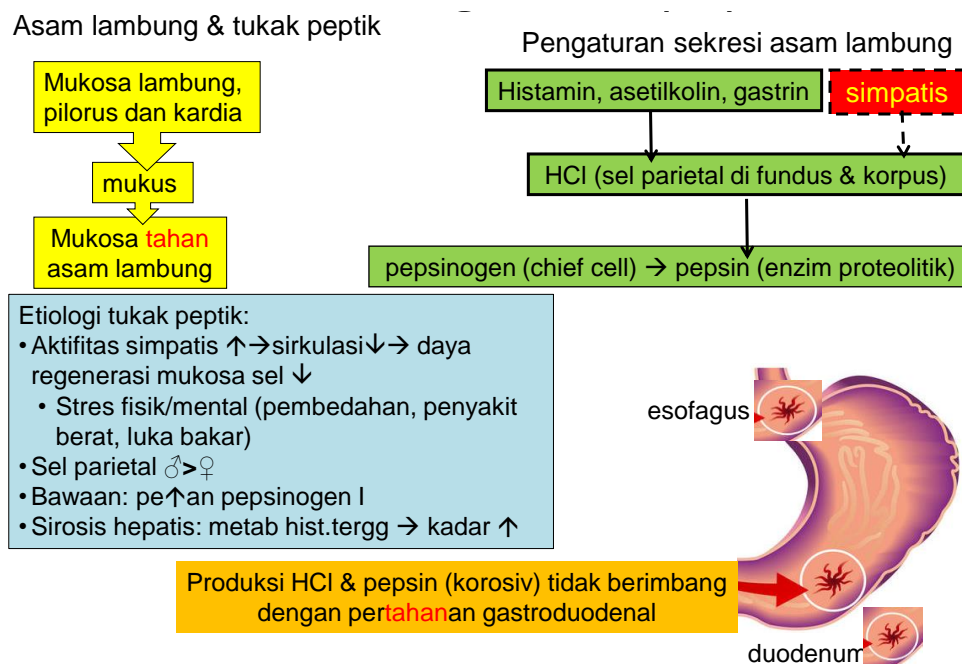 Asam lambung & tukak peptik
Mukosa lambung,
pilorus dan kardia
mukus
Mukosa tahan
asam lambung
Pengaturan sekresi asam lambung
Histamin, asetilkolin, gastrin
simpatis
HCl (sel parietal di fundus & korpus)
pepsinogen (chief cell) → pepsin (enzim proteolitik)
Etiologi tukak peptik:
• Aktifitas simpatis ↑→sirkulasi↓→ daya
regenerasi mukosa sel ↓
• Stres fisik/mental (pembedahan, penyakit
berat, luka bakar)
• Sel parietal ♂>♀
• Bawaan: pe↑an pepsinogen I
• Sirosis hepatis: metab hist.tergg → kadar ↑
esofagus
Produksi HCl & pepsin (korosiv) tidak berimbang
dengan pertahanan gastroduodenal
duodenum